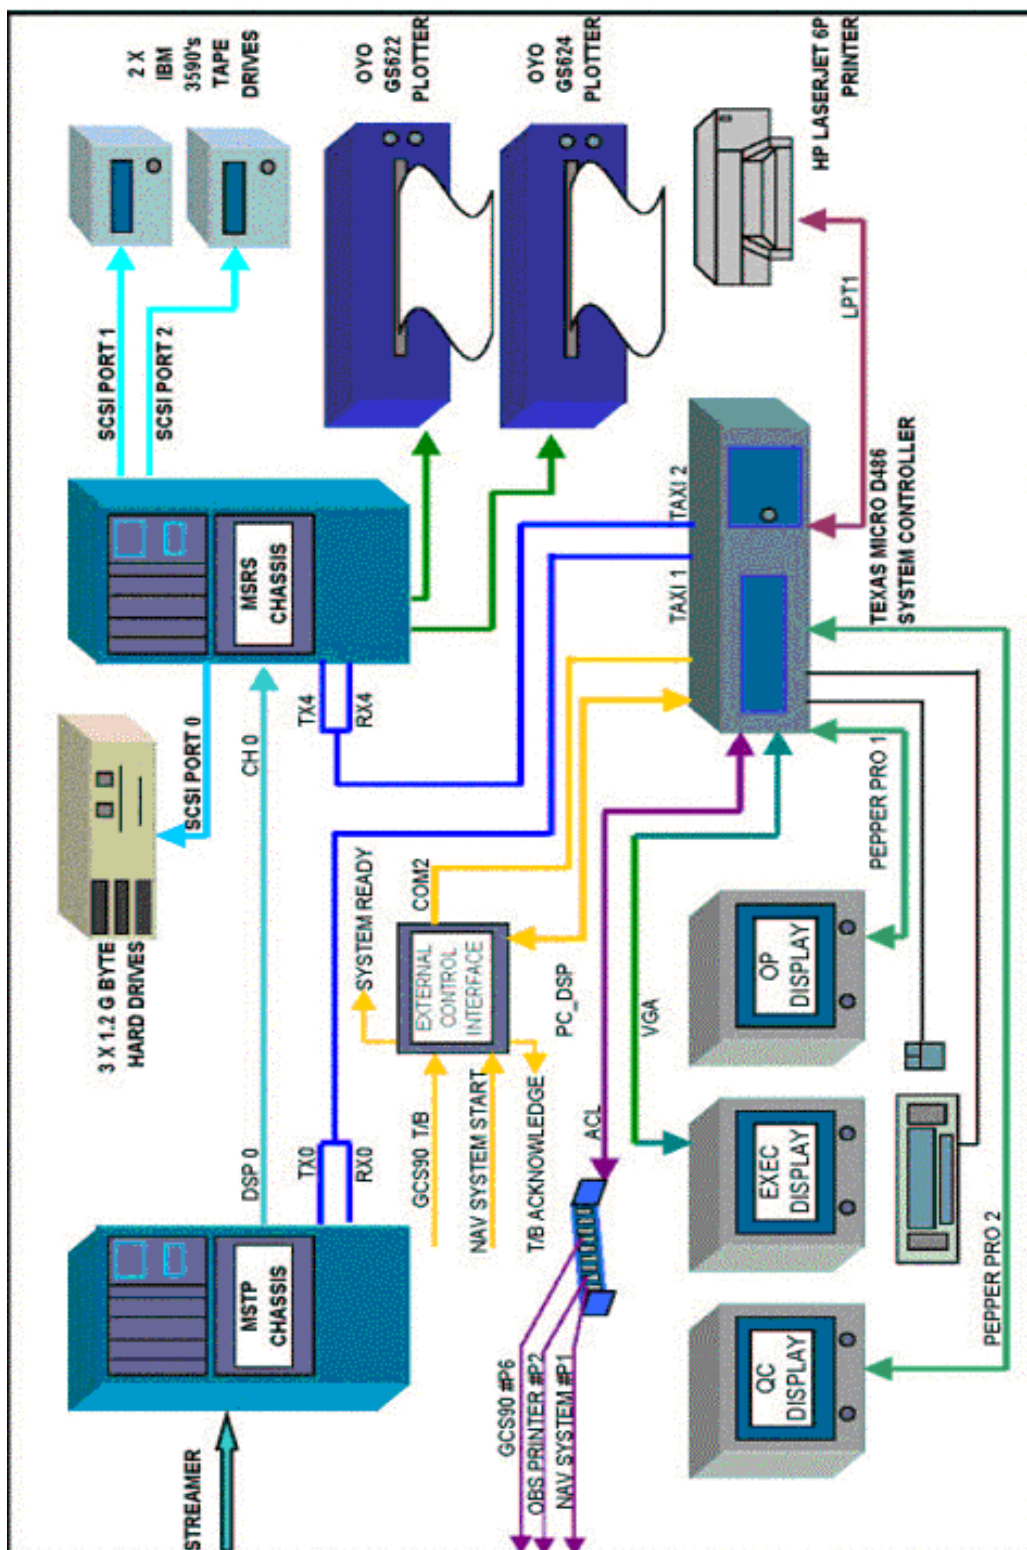 STREAMER
MSTP
CHASSIS
DSP 0
TX0
RX0
3 X 1.2 G BYTE
HARD DRIVES
SCSI PORT 0
CH 0
TX4
RX4
MSRS
CHASSIS
SCSI PORT 1
SCSI PORT 2
2 X
IBM
3590's
TAPE
DRIVES
OYO
GS622
PLOTTER
OYO
GS624
PLOTTER
HP LASERJET 6P
PRINTER
LPT1
SYSTEM READY
GCS90 T/B
NAV SYSTEM START
T/B ACKNOWLEDGE
EXTERNAL
CONTROL
INTERFACE
COM2
PC_DSP
TAXI 1
TAXI 2
TEXAS MICRO D486
SYSTEM CONTROLLER
GCS90 #P6
OBS PRINTER #P2
NAV SYSTEM #P1
ACL
VGA
PEPPER PRO 1
PEPPER PRO 2
QC
DISPLAY
EXEC
DISPLAY
OP
DISPLAY